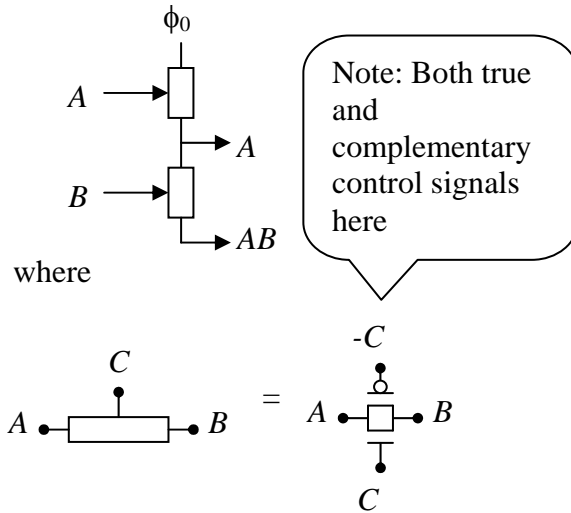 ϕ0
A
A
B
AB
Note: Both true
and
complementary
control signals
here
where
-C
C
A
B
=
A
B
C